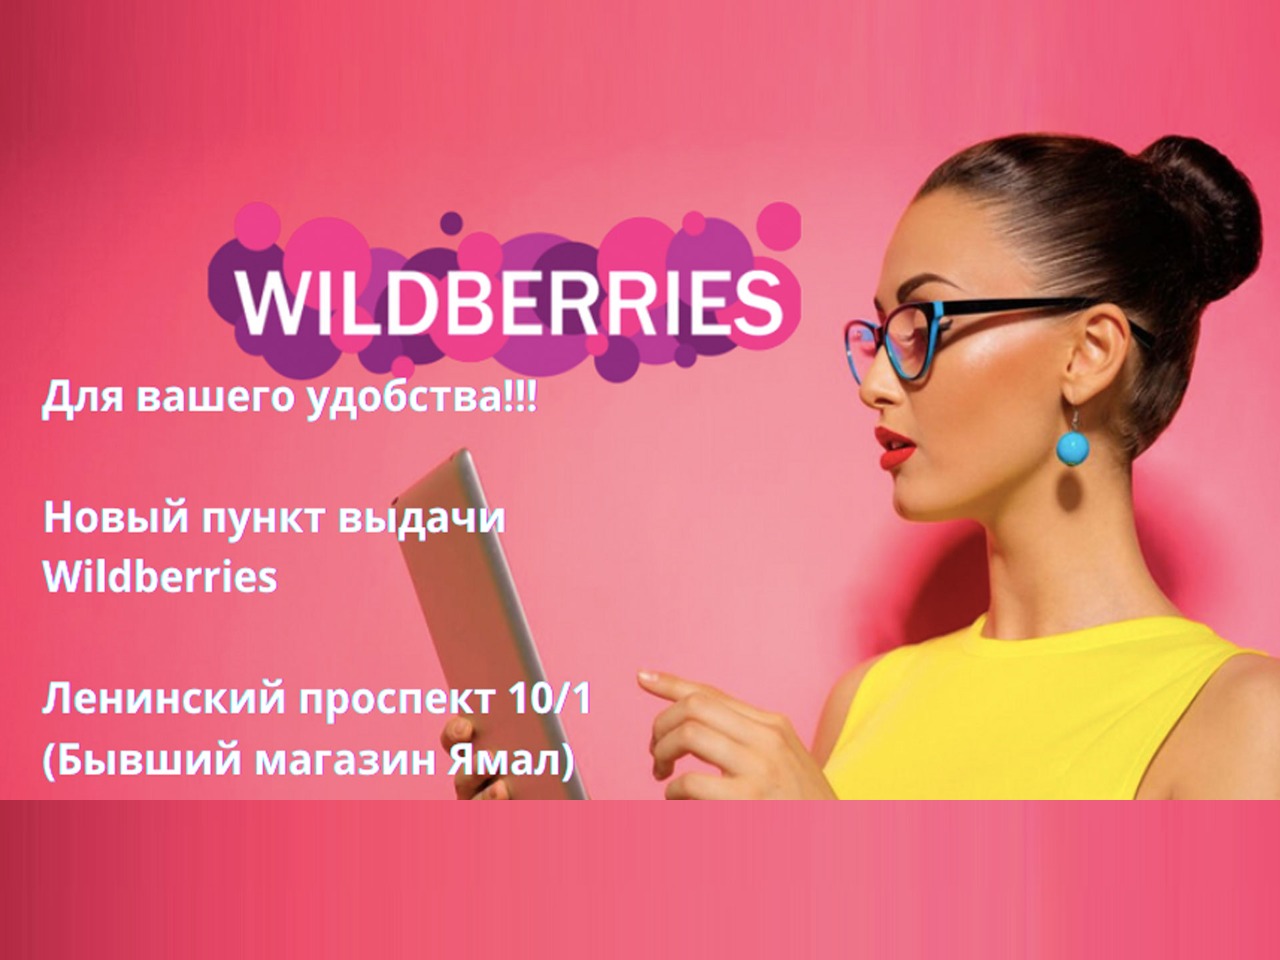 WILDBERRIES
Для вашего удобства!!!
Новый пункт выдачи
Wildberries
Ленинский проспект 10/1
(Бывший магазин Ямал)